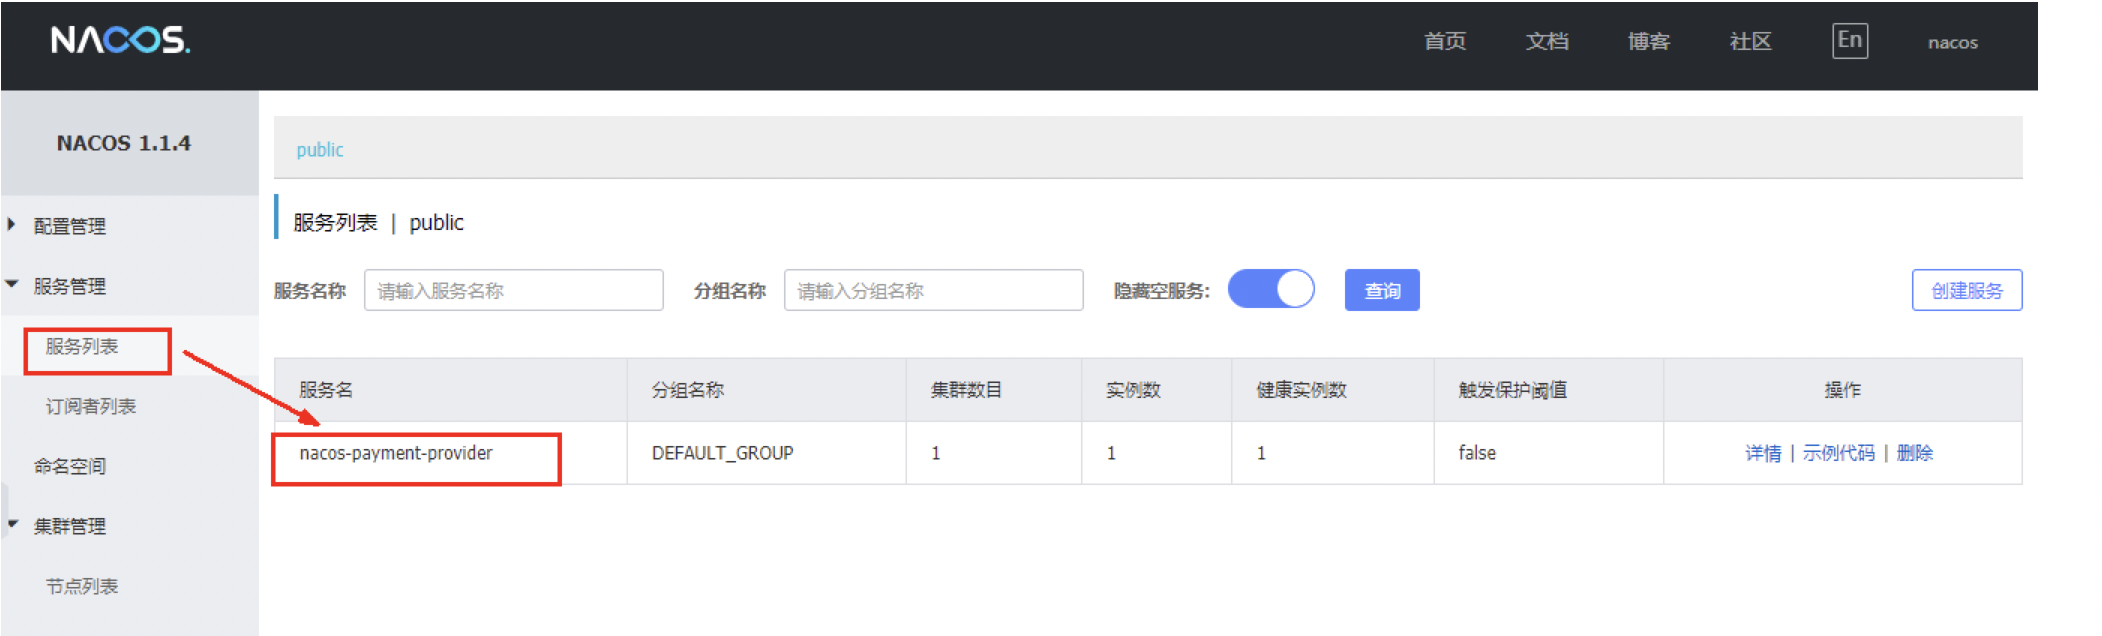 NACOS.
首页 文档 博客 社区 En nacos
NACOS 1.1.4
配置管理
服务管理
服务列表
订阅者列表
命名空间
集群管理
节点列表
public
服务列表 | public
服务名称 请输入服务名称 分组名称 请输入分组名称 隐藏空服务: 查询 创建服务
服务名 分组名称 集群数目 实例数 健康实例数 触发保护阈值 操作
nacos-payment-provider DEFAULT_GROUP 1 1 1 false 详情 | 示例代码 | 删除